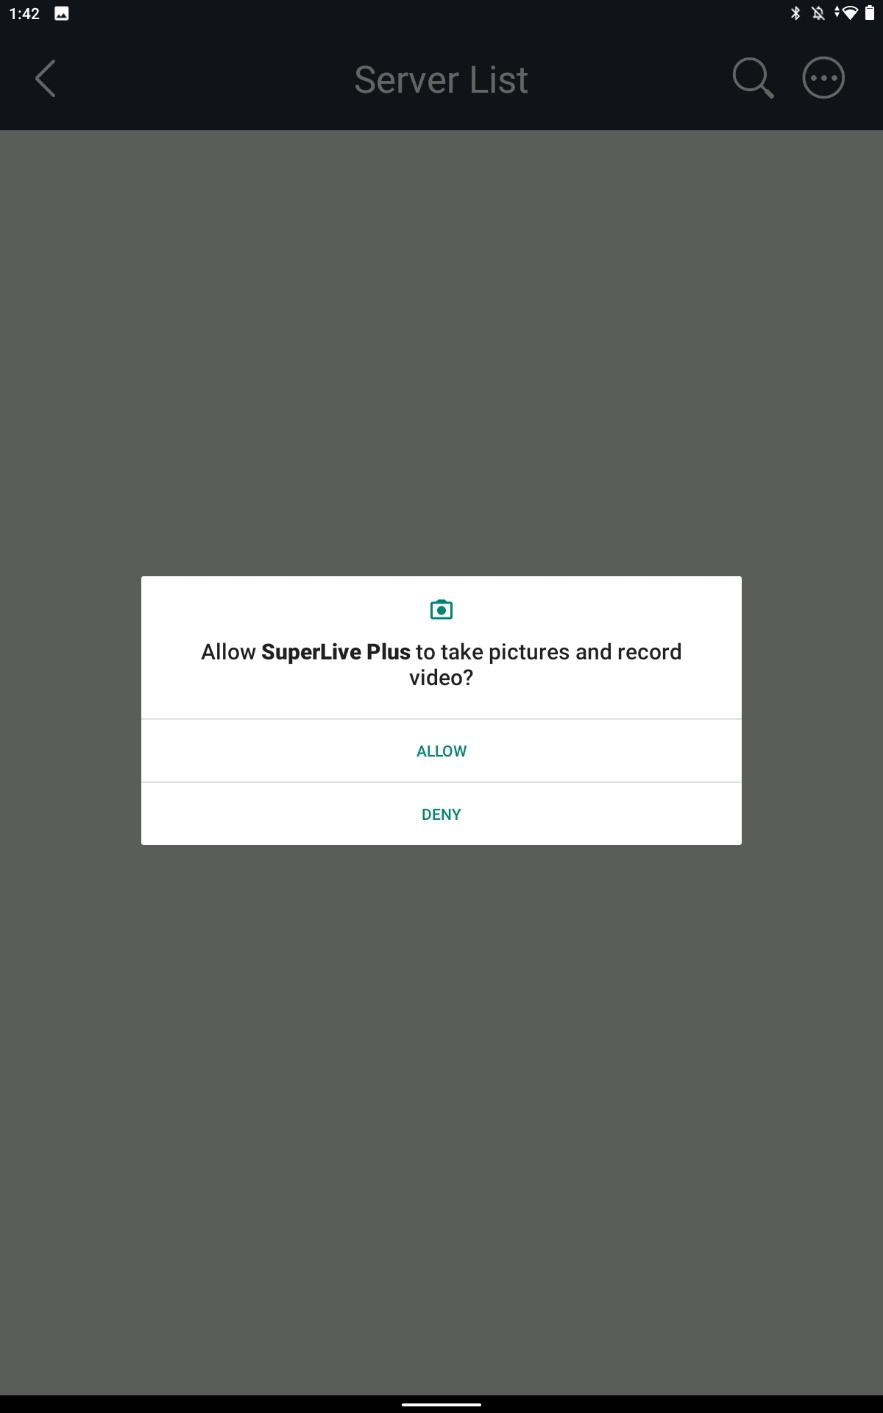 1:42
Server List
Allow SuperLive Plus to take pictures and record
video?
ALLOW
DENY